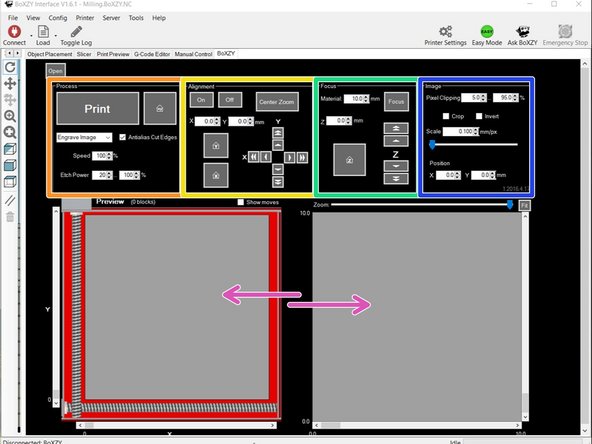 BoXZY Interface V1.6.1 - Milling.BoXZY.NC
File View Config Printer Server Tools Help
Connect Load Toggle Log Printer Settings Easy Mode Ask BoXZY Emergency Stop
Object Placement Slicer Print Preview G-Code Editor Manual Control BoXZY
Open
Process Alignment Focus Image
Print
On Off Center Zoom
Material 10.0 mm Focus
Pixel Clipping 5.0 - 95.0 %
Crop Invert
X 0.0 Y 0.0 mm Y
Z 0.0 mm
Engrave Image Antialias Cut Edges
Scale 0.100 mm/px
Speed 100 %
X
Z
Position
Etch Power 20 - 100 %
X 0.0 Y 0.0 mm
Preview (0 blocks) Show moves
Zoom Fit
10.0
Y
0
0.0
0 X
0.0 10.0
Disconnected: BoXZY - Idle